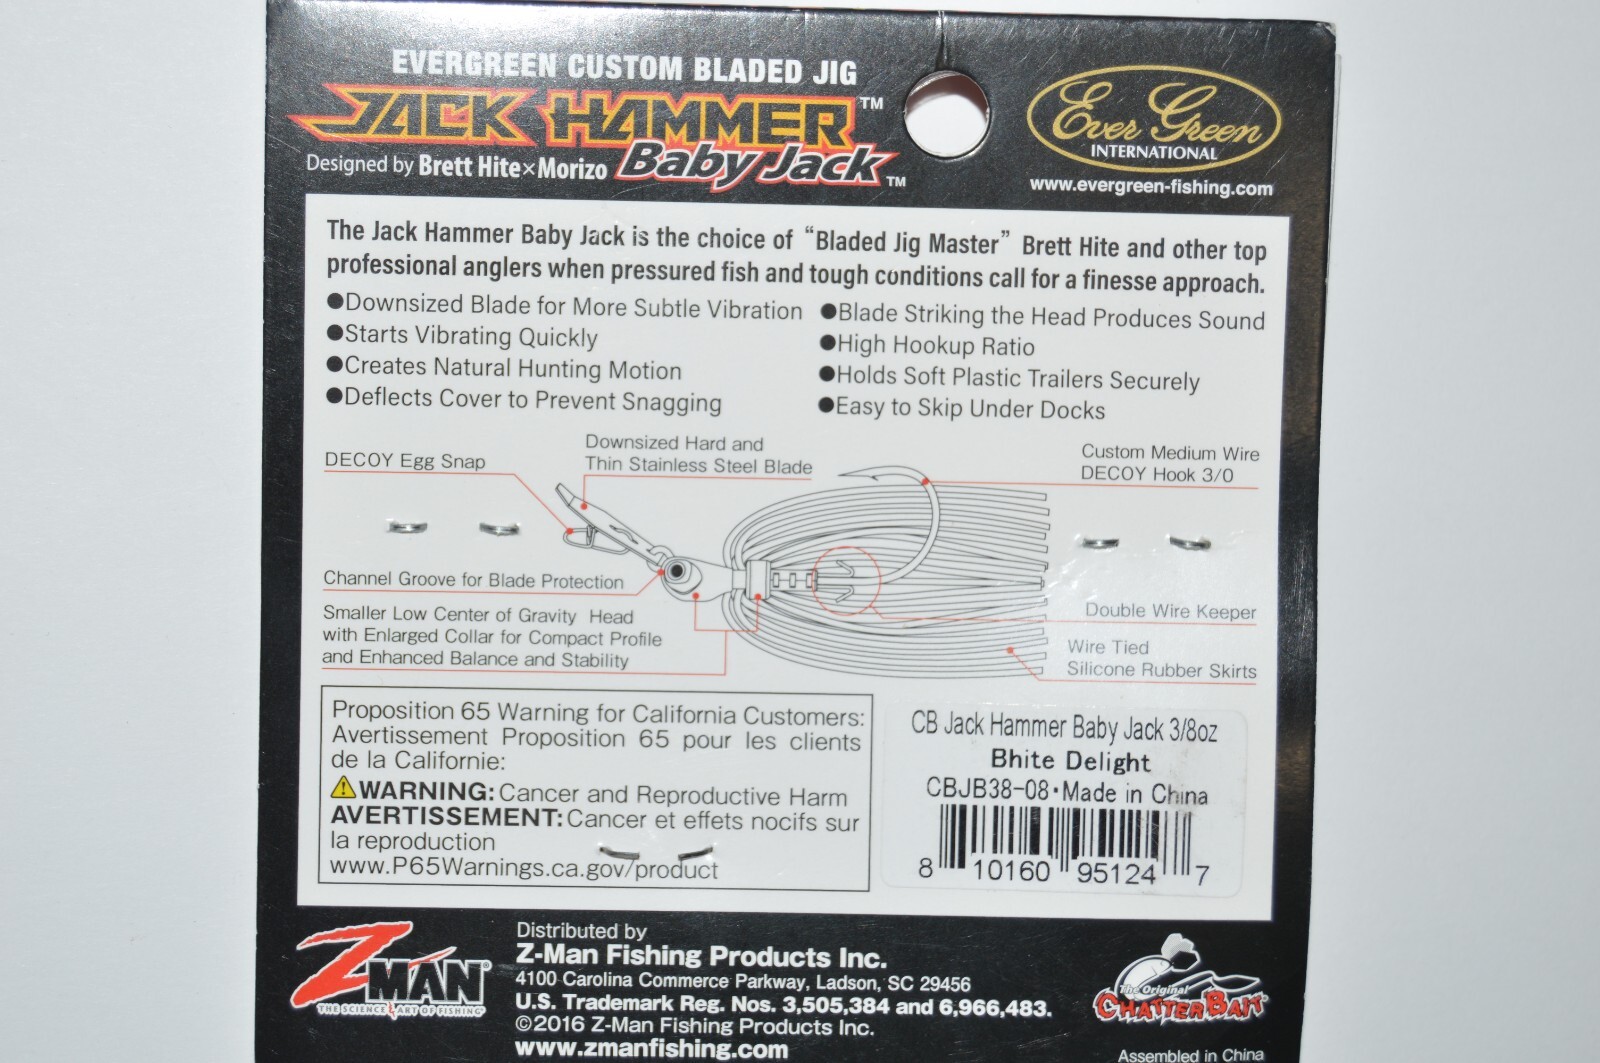 EVERGREEN CUSTOM BLADED JIG
JACK HAMMER™
Designed by Brett Hite×Morizo Baby Jack™
Ever Green
INTERNATIONAL
www.evergreen-fishing.com
The Jack Hammer Baby Jack is the choice of "Bladed Jig Master" Brett Hite and other top
professional anglers when pressured fish and tough conditions call for a finesse approach.
●Downsized Blade for More Subtle Vibration
●Starts Vibrating Quickly
●Creates Natural Hunting Motion
●Deflects Cover to Prevent Snagging
●Blade Striking the Head Produces Sound
●High Hookup Ratio
●Holds Soft Plastic Trailers Securely
●Easy to Skip Under Docks
DECOY Egg Snap
Downsized Hard and
Thin Stainless Steel Blade
Custom Medium Wire
DECOY Hook 3/0
Channel Groove for Blade Protection
Smaller Low Center of Gravity Head
with Enlarged Collar for Compact Profile
and Enhanced Balance and Stability
Double Wire Keeper
Wire Tied
Silicone Rubber Skirts
Proposition 65 Warning for California Customers:
Avertissement Proposition 65 pour les clients
de la Californie:
⚠WARNING: Cancer and Reproductive Harm
AVERTISSEMENT: Cancer et effets nocifs sur
la reproduction
www.P65Warnings.ca.gov/product
CB Jack Hammer Baby Jack 3/8oz
Bhite Delight
CBJB38-08・Made in China
8 10160 95124 7
ZMAN®
THE SCIENCE & ART OF FISHING®
Distributed by
Z-Man Fishing Products Inc.
4100 Carolina Commerce Parkway, Ladson, SC 29456
U.S. Trademark Reg. Nos. 3,505,384 and 6,966,483.
©2016 Z-Man Fishing Products Inc.
www.zmanfishing.com
The Original
CHATTERBAIT®
Assembled in China